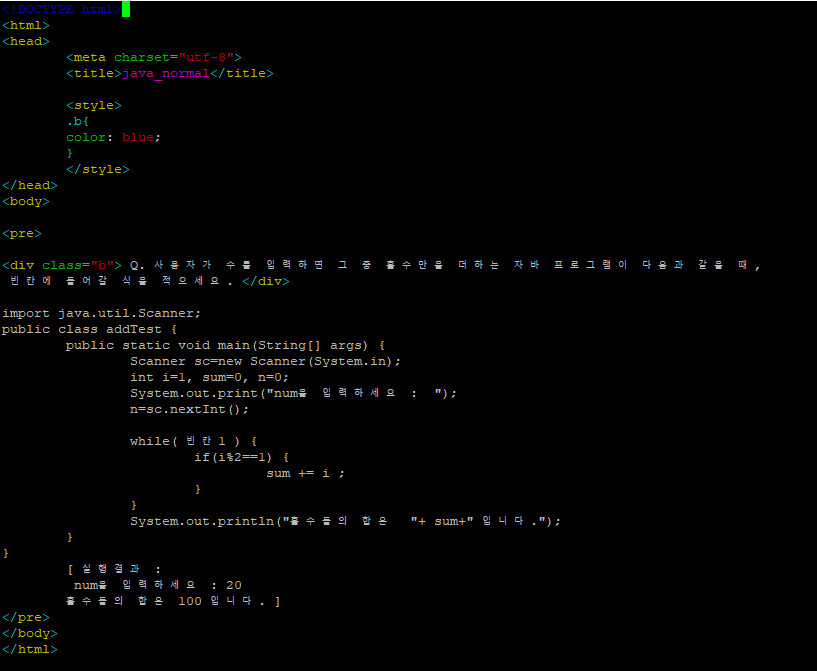 <!DOCTYPE html>
<html>
<head>
<meta charset="utf-8">
<title>java_normal</title>
<style>
.b{
color: blue;
}
</style>
</head>
<body>
<pre>
<div class="b"> Q. 사용자가 수를 입력하면 그 중 홀수만을 더하는 자바 프로그램이 다음과 같을 때,
빈칸에 들어갈 식을 적으세요. </div>
import java.util.Scanner;
public class addTest {
public static void main(String[] args) {
Scanner sc=new Scanner(System.in);
int i=1, sum=0, n=0;
System.out.print("num을 입력하세요 : ");
n=sc.nextInt();
while( 빈칸1 ) {
if(i%2==1) {
sum += i ;
}
}
System.out.println("홀수들의 합은 "+ sum+" 입니다.");
}
}
[ 실행결과 :
num을 입력하세요 : 20
홀수들의 합은 100 입니다. ]
</pre>
</body>
</html>